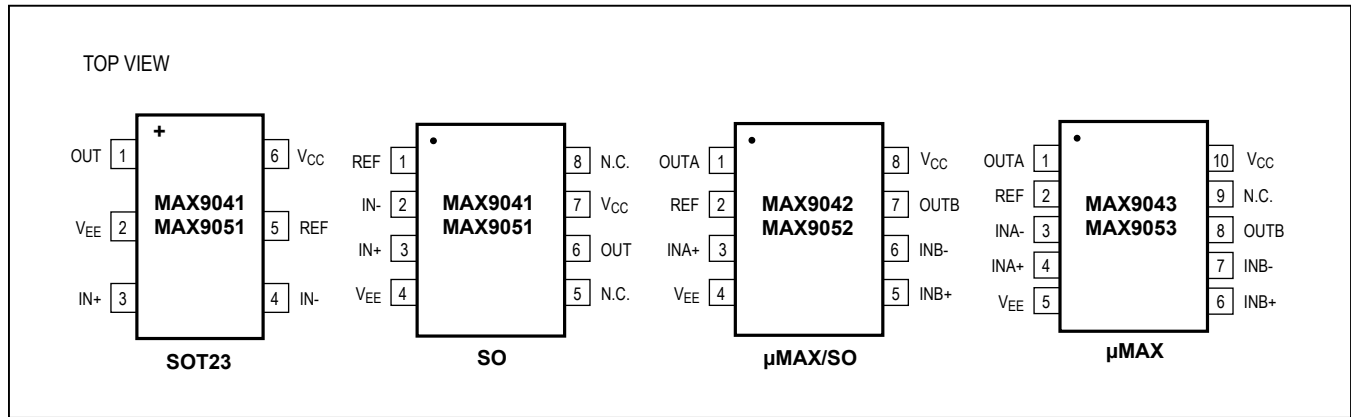 TOP VIEW
+
OUT 1
6 VCC
MAX9041
MAX9051
VEE 2
5 REF
IN+ 3
4 IN-
SOT23
REF 1
8 N.C.
IN- 2
MAX9041
MAX9051
7 VCC
IN+ 3
6 OUT
VEE 4
5 N.C.
SO
OUTA 1
8 VCC
REF 2
MAX9042
MAX9052
7 OUTB
INA+ 3
6 INB-
VEE 4
5 INB+
µMAX/SO
OUTA 1
10 VCC
REF 2
MAX9043
MAX9053
9 N.C.
INA- 3
8 OUTB
INA+ 4
7 INB-
VEE 5
6 INB+
µMAX